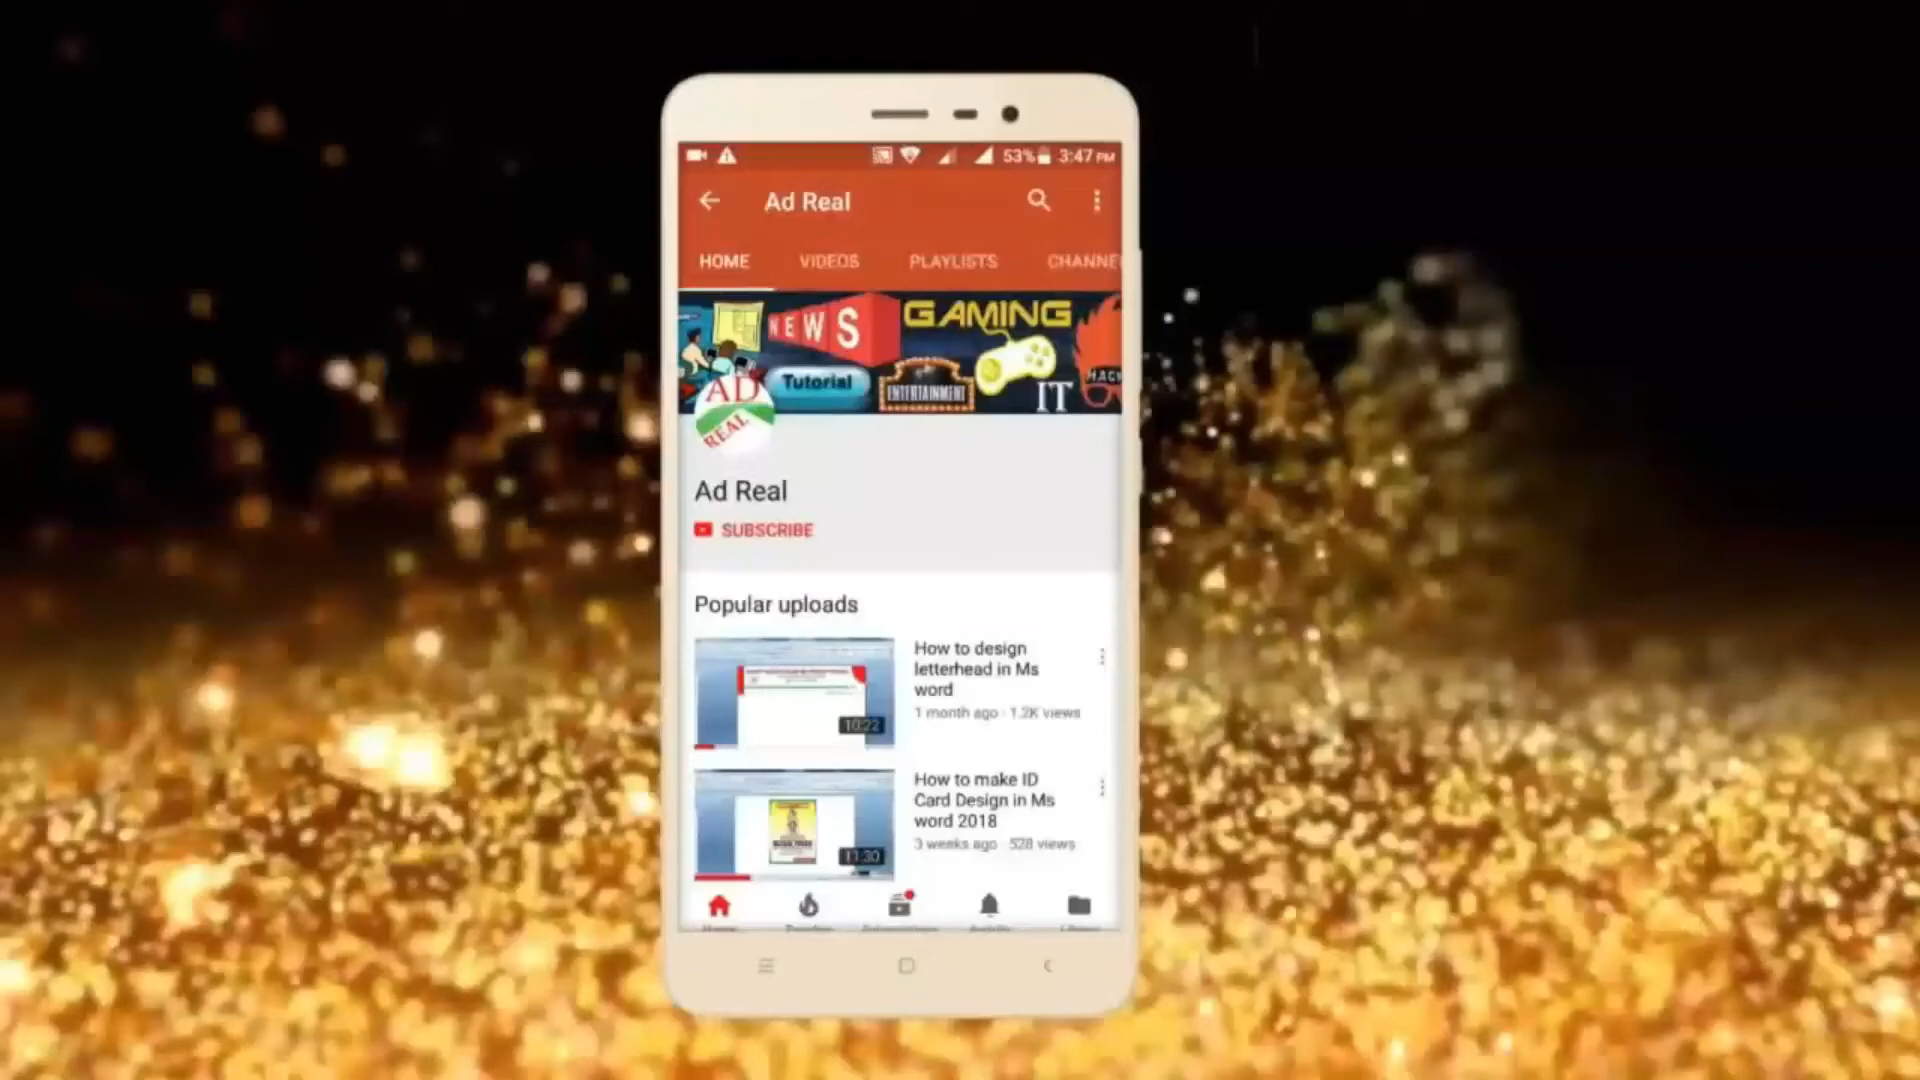 53% 3:47 PM
Ad Real
HOME VIDEOS PLAYLISTS CHANNE
NEWS GAMING
Tutorial ENTERTAINMENT IT HACK
AD
REAL
Ad Real
SUBSCRIBE
Popular uploads
How to design
letterhead in Ms
word
1 month ago · 1.2K views
10:22
How to make ID
Card Design in Ms
word 2018
3 weeks ago · 528 views
11:30